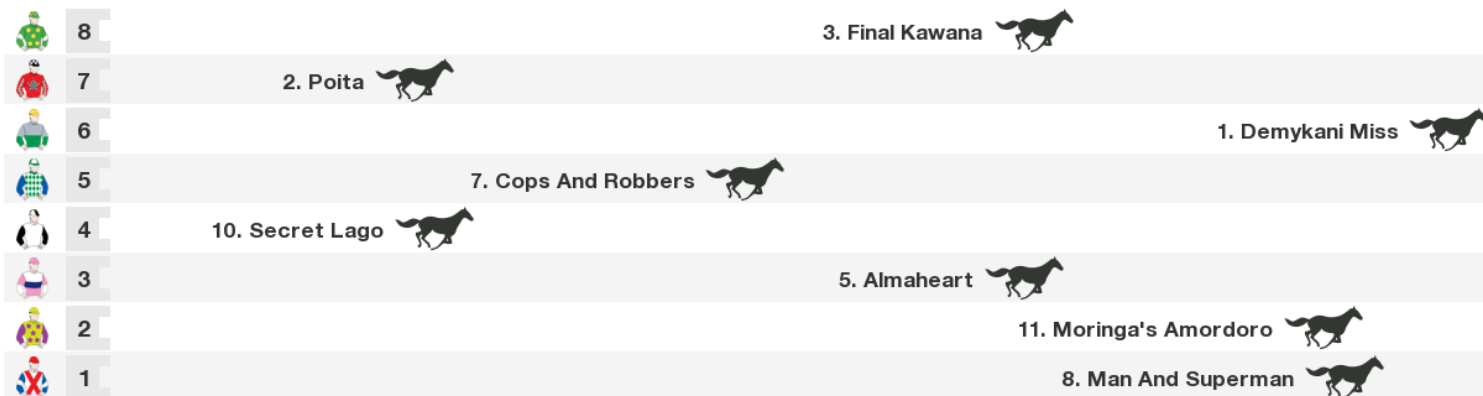 8 3. Final Kawana
7 2. Poita
6 1. Demykani Miss
5 7. Cops And Robbers
4 10. Secret Lago
3 5. Almaheart
2 11. Moringa's Amordoro
1 8. Man And Superman